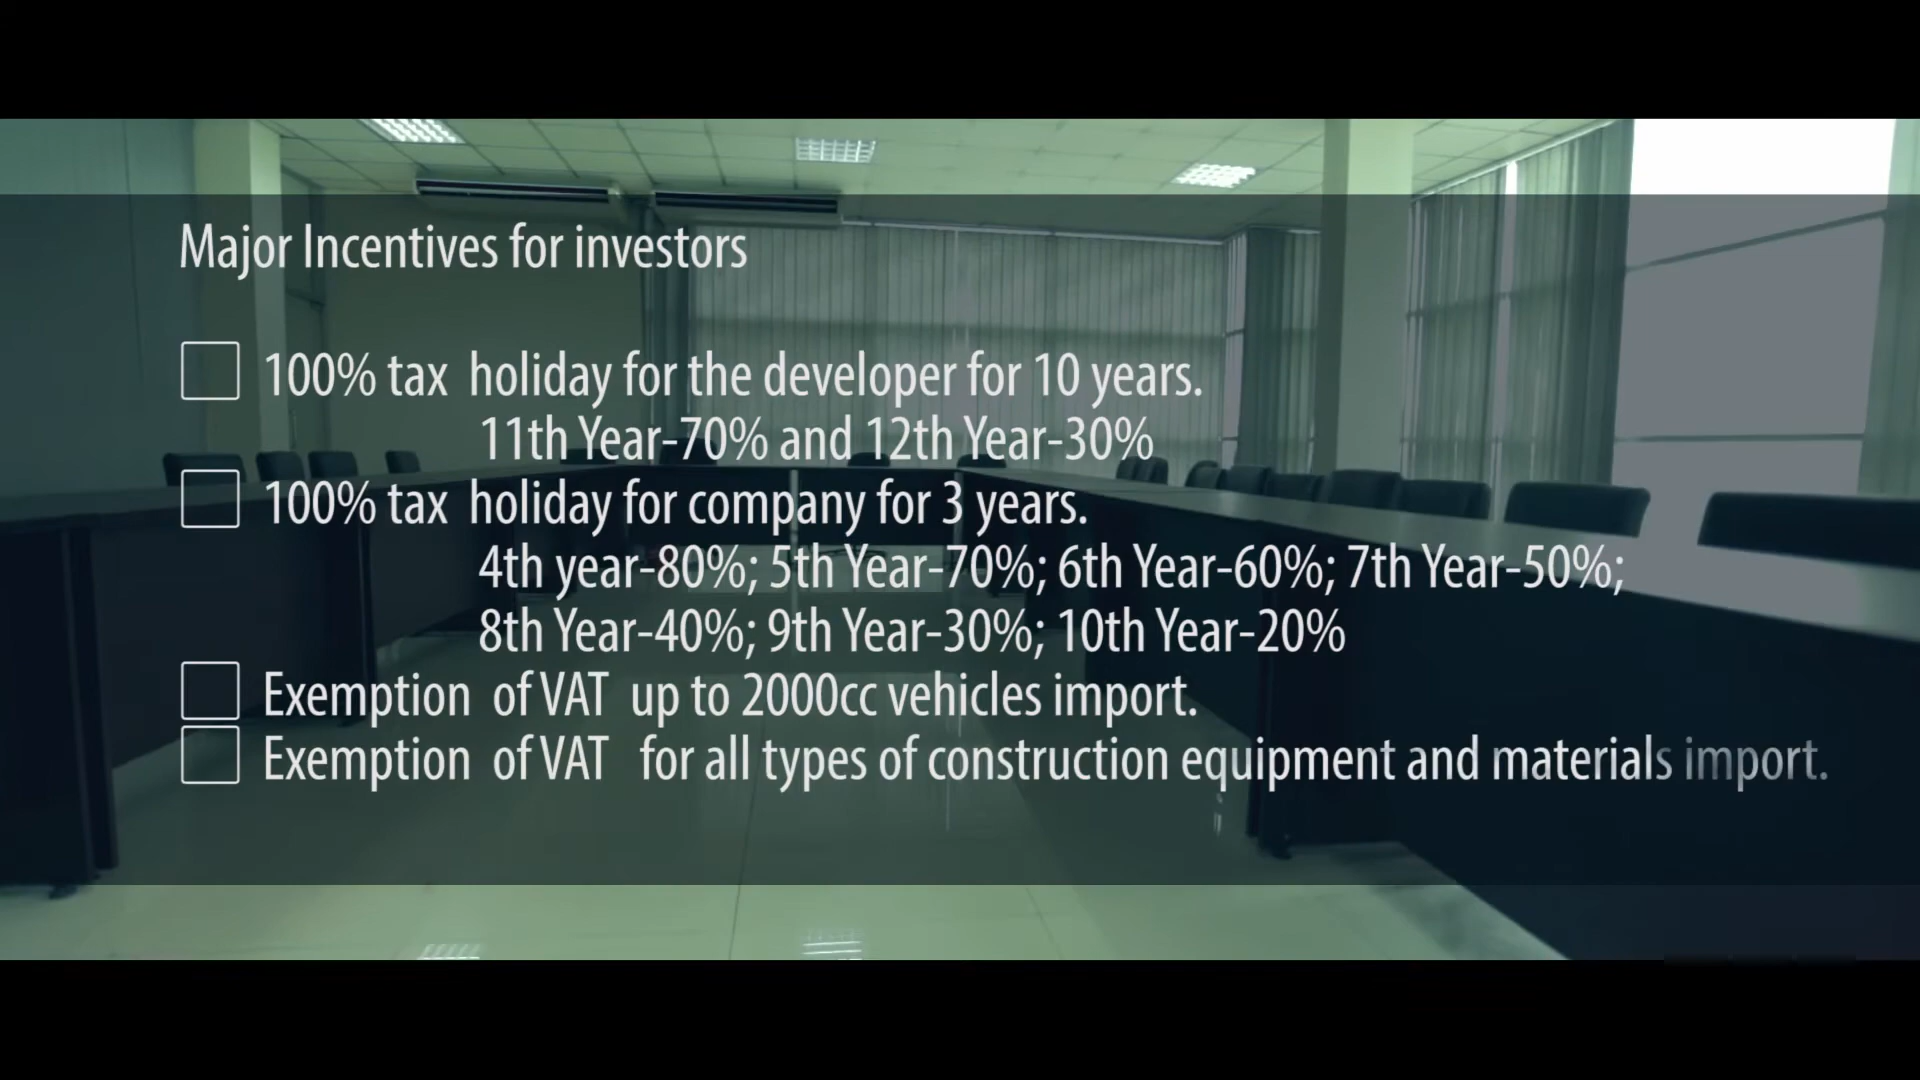 Major Incentives for investors
100% tax holiday for the developer for 10 years.
11th Year-70% and 12th Year-30%
100% tax holiday for company for 3 years.
4th year-80%; 5th Year-70%; 6th Year-60%; 7th Year-50%;
8th Year-40%; 9th Year-30%; 10th Year-20%
Exemption of VAT up to 2000cc vehicles import.
Exemption of VAT for all types of construction equipment and materials import.